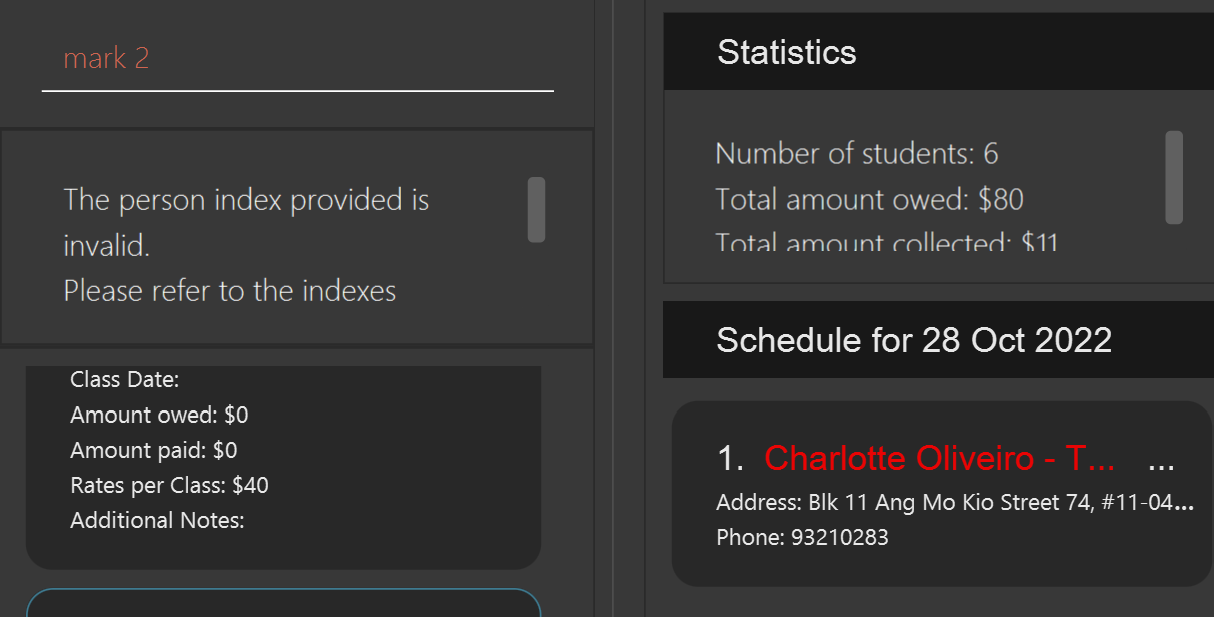 mark 2
The person index provided is
invalid.
Please refer to the indexes
Class Date:
Amount owed: $0
Amount paid: $0
Rates per Class: $40
Additional Notes:
Statistics
Number of students: 6
Total amount owed: $80
Total amount collected: $11
Schedule for 28 Oct 2022
1. Charlotte Oliveiro - T... ...
Address: Blk 11 Ang Mo Kio Street 74, #11-04...
Phone: 93210283